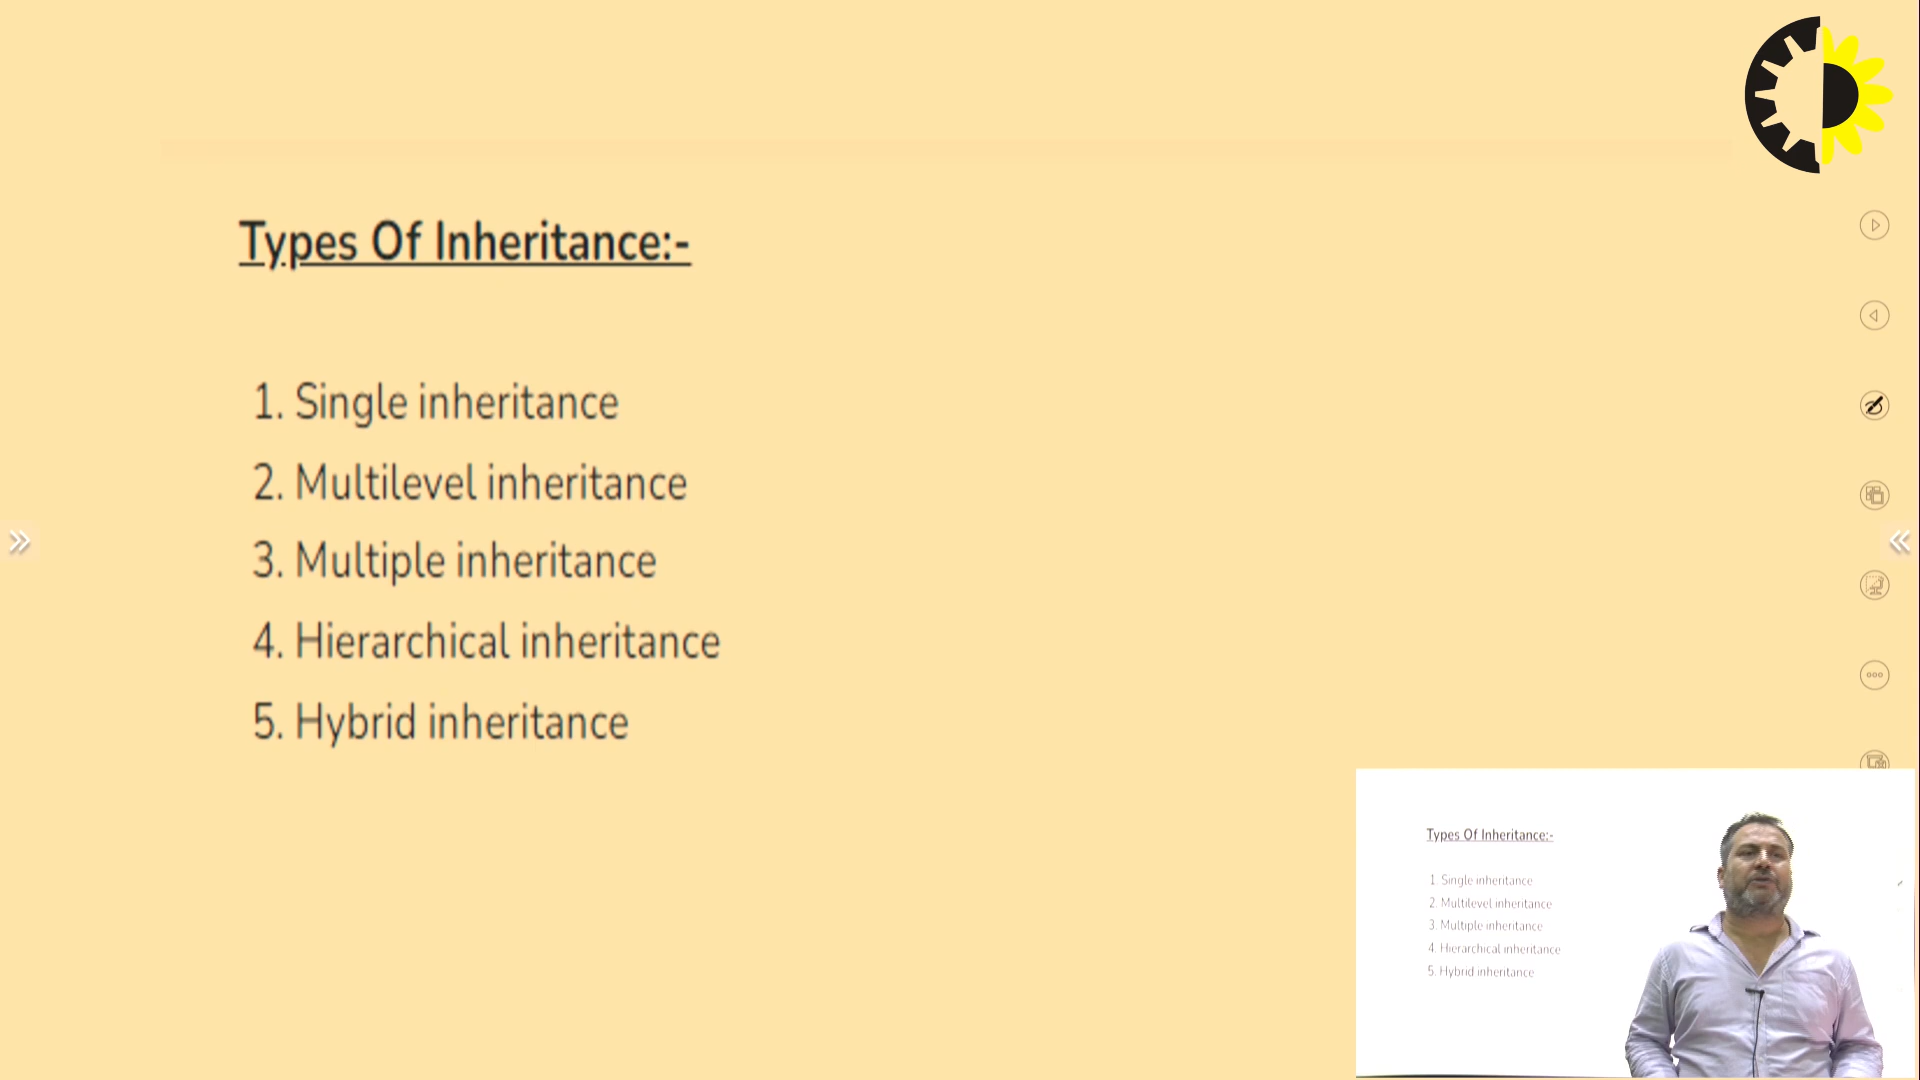 Types Of Inheritance:-
1. Single inheritance
2. Multilevel inheritance
3. Multiple inheritance
4. Hierarchical inheritance
5. Hybrid inheritance
Types Of Inheritance:-
1. Single inheritance
2. Multilevel inheritance
3. Multiple inheritance
4. Hierarchical inheritance
5. Hybrid inheritance